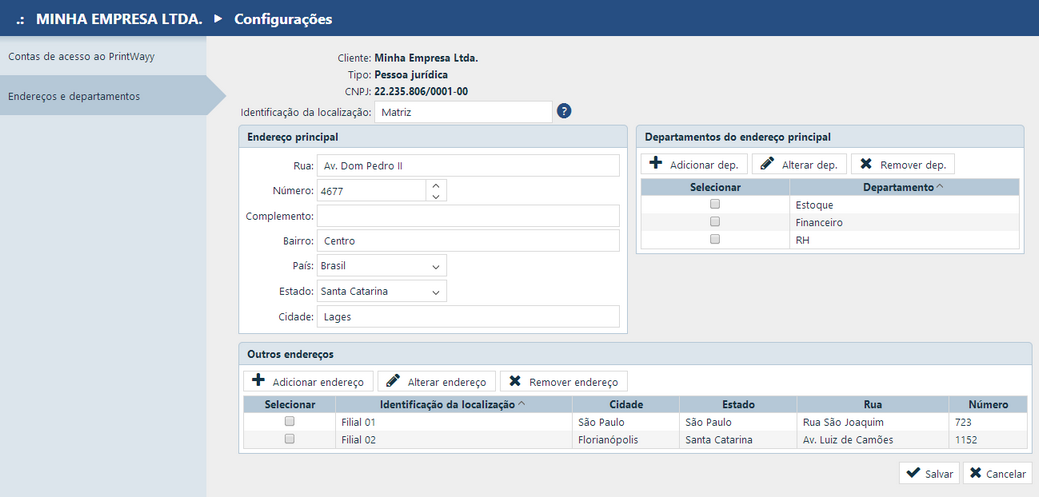 .: MINHA EMPRESA LTDA. ▶ Configurações
Contas de acesso ao PrintWayy
Endereços e departamentos
Cliente: Minha Empresa Ltda.
Tipo: Pessoa jurídica
CNPJ: 22.235.806/0001-00
Identificação da localização: Matriz ?
Endereço principal
Rua: Av. Dom Pedro II
Número: 4677
Complemento:
Bairro: Centro
País: Brasil
Estado: Santa Catarina
Cidade: Lages
Departamentos do endereço principal
Adicionar dep. Alterar dep. Remover dep.
Selecionar Departamento
Estoque
Financeiro
RH
Outros endereços
Adicionar endereço Alterar endereço Remover endereço
Selecionar Identificação da localização Cidade Estado Rua Número
Filial 01 São Paulo São Paulo Rua São Joaquim 723
Filial 02 Florianópolis Santa Catarina Av. Luiz de Camões 1152
Salvar Cancelar